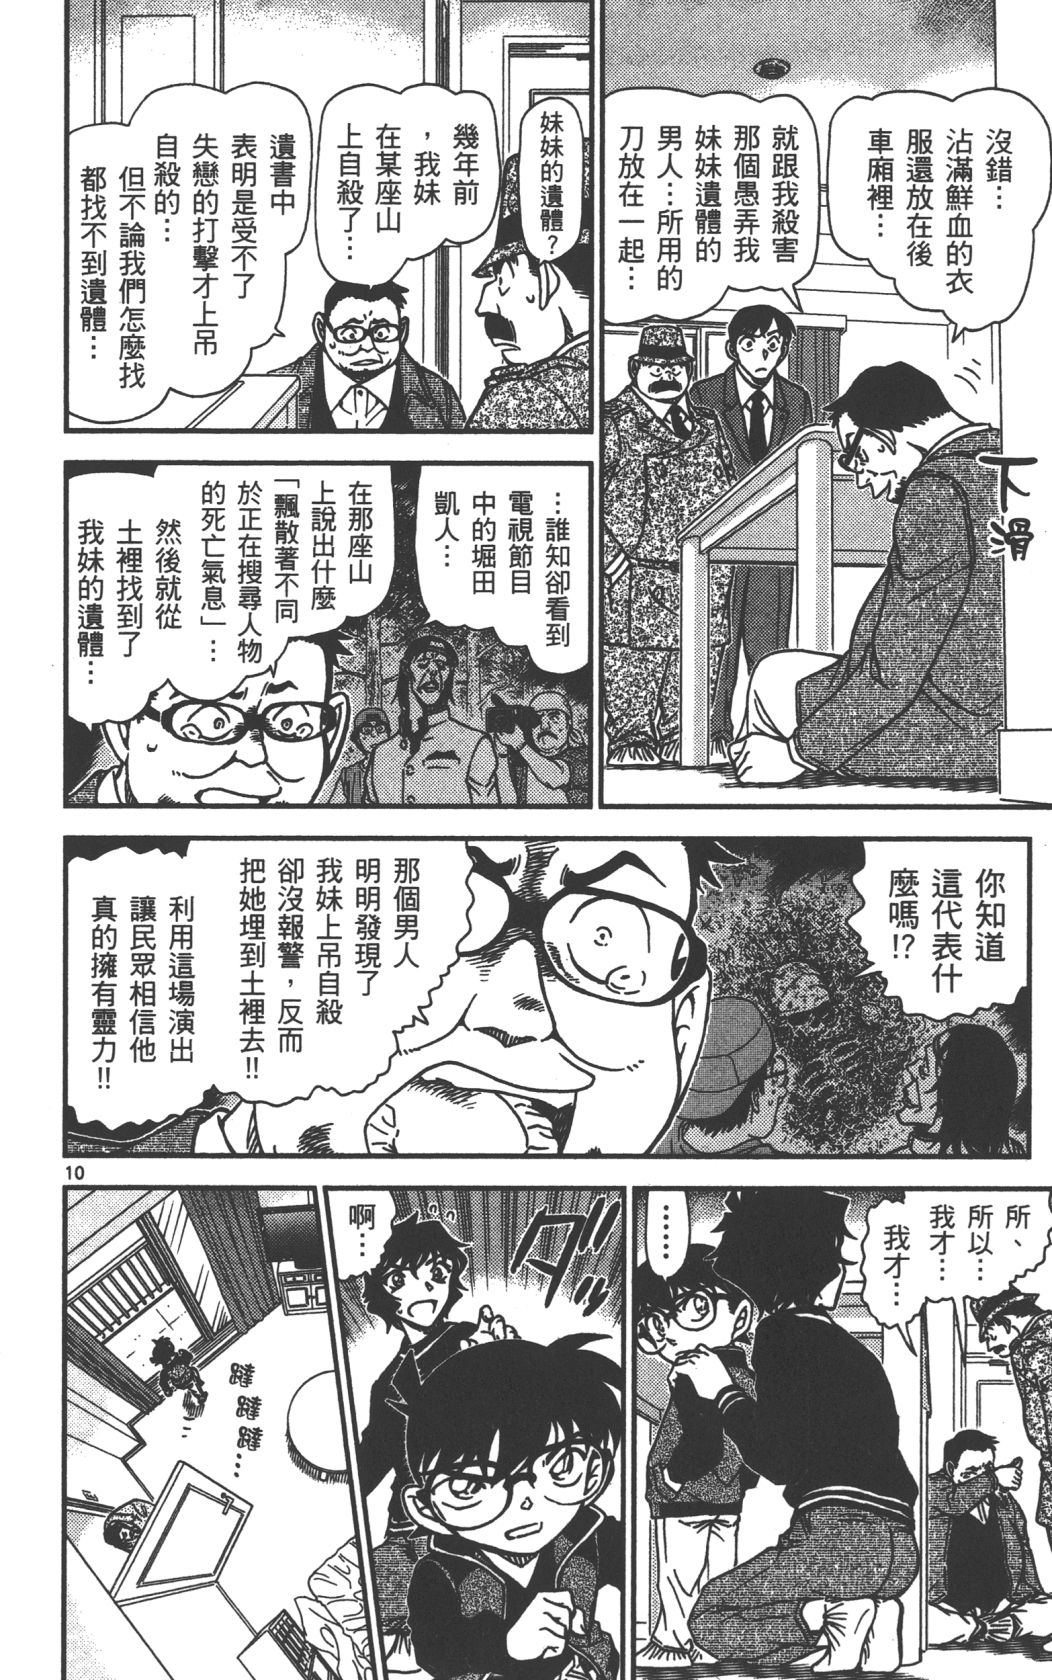 沒錯…
沾滿鮮血的衣
服還放在後
車廂裡…
就跟我殺害
那個愚弄我
妹妹遺體的
男人…所用的
刀放在一起…
下滑
妹妹的遺體?
幾年前
，我妹
在某座山
上自殺了…
遺書中
表明是受不了
失戀的打擊才上吊
自殺的…
但不論我們怎麼找
都找不到遺體…
…誰知卻看到
電視節目
中的堀田
凱人…
在那座山
上說出什麼
「飄散著不同
於正在搜尋人物
的死亡氣息」…
然後就從
土裡找到了
我妹的遺體…
你知道
這代表什
麼嗎!?
那個男人
明明發現了
我妹上吊自殺
卻沒報警，反而
把她埋到土裡去!!
利用這場演出
讓民眾相信他
真的擁有靈力!!
10
所、
所以…
我才…
我才…
……
グッ
啊…
躂躂躂…